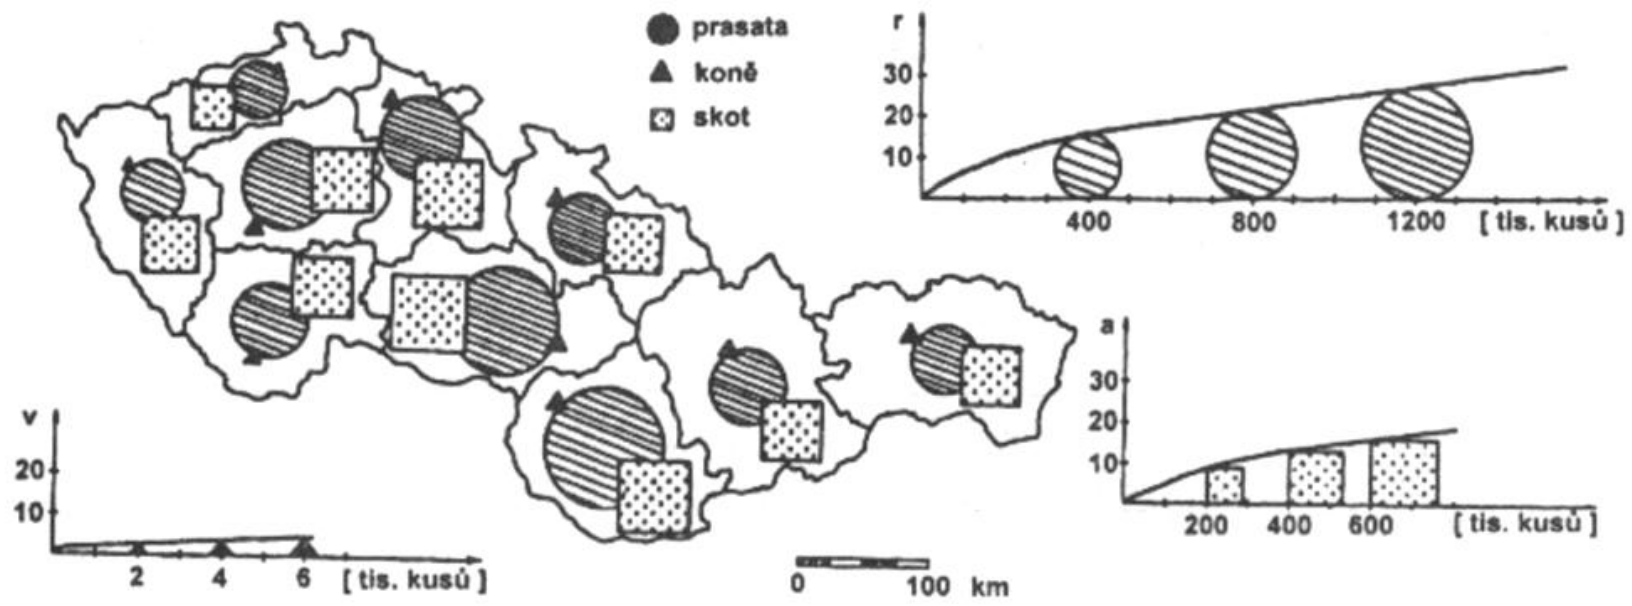 prasata
koně
skot
r
30
20
10
400 800 1200 [ tis. kusů ]
a
30
20
10
200 400 600 [ tis. kusů ]
v
20
10
2 4 6 [ tis. kusů ]
0 100 km